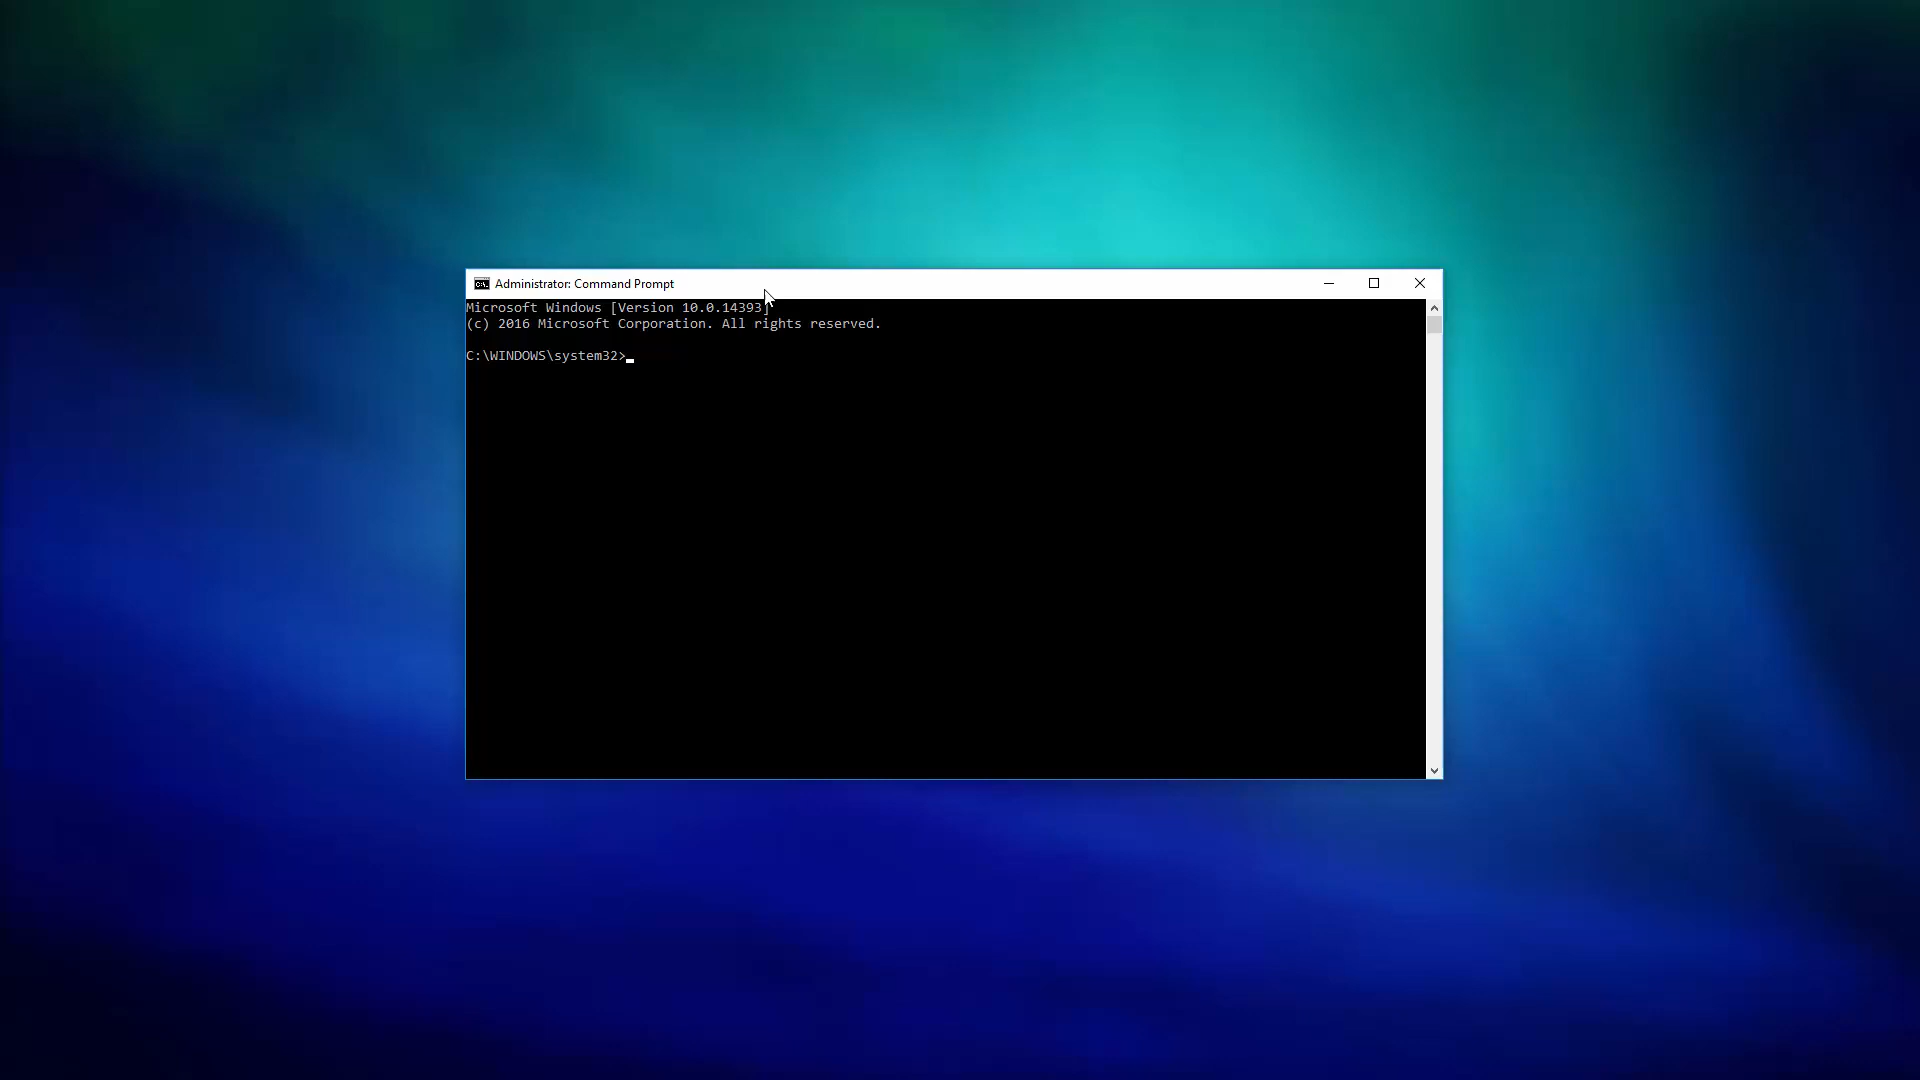 Administrator: Command Prompt
Microsoft Windows [Version 10.0.14393]
(c) 2016 Microsoft Corporation. All rights reserved.
C:\WINDOWS\system32>